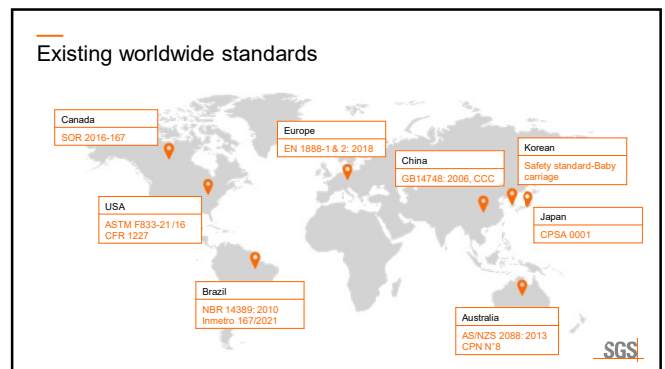 Existing worldwide standards
Canada
SOR 2016-167
Europe
EN 1888-1 & 2: 2018
China
GB14748: 2006, CCC
Korean
Safety standard-Baby
carriage
USA
ASTM F833-21 /16
CFR 1227
Japan
CPSA 0001
Brazil
NBR 14389: 2010
Inmetro 167/2021
Australia
AS/NZS 2088: 2013
CPN N°8
SGS